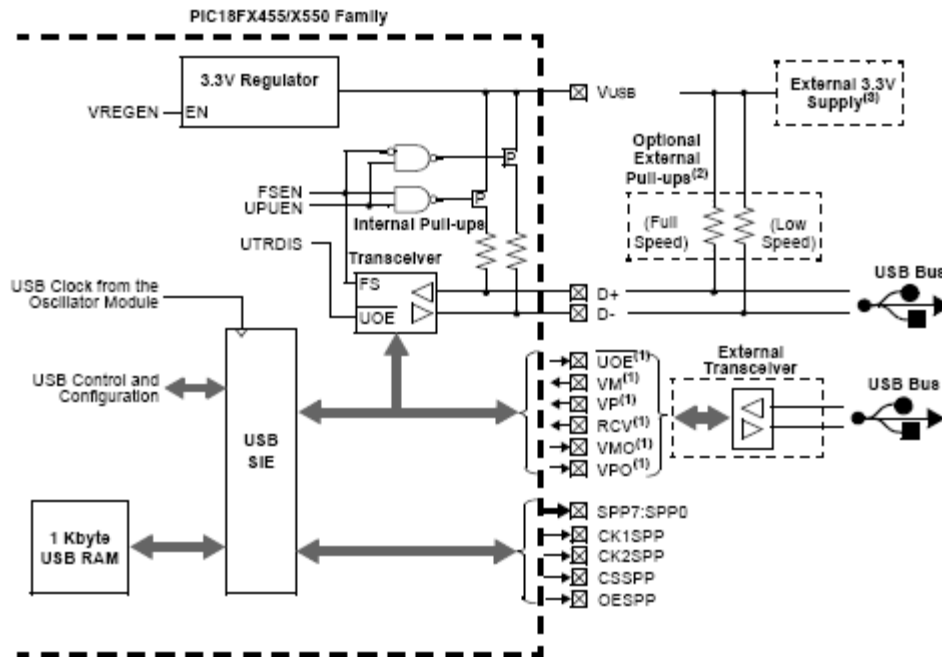 PIC18FX455/X550 Family
3.3V Regulator
VREGEN
EN
VUSB
External 3.3V
Supply(3)
Optional
External
Pull-ups(2)
FSEN
UPUEN
P
P
Internal Pull-ups
(Full
Speed)
(Low
Speed)
UTRDIS
Transceiver
FS
UOE
USB Clock from the
Oscillator Module
D+
D-
USB Bus
USB Control and
Configuration
USB
SIE
UOE(1)
VM(1)
VP(1)
RCV(1)
VMO(1)
VPO(1)
External
Transceiver
USB Bus
1 Kbyte
USB RAM
SPP7:SPP0
CK1SPP
CK2SPP
CSSPP
OESPP